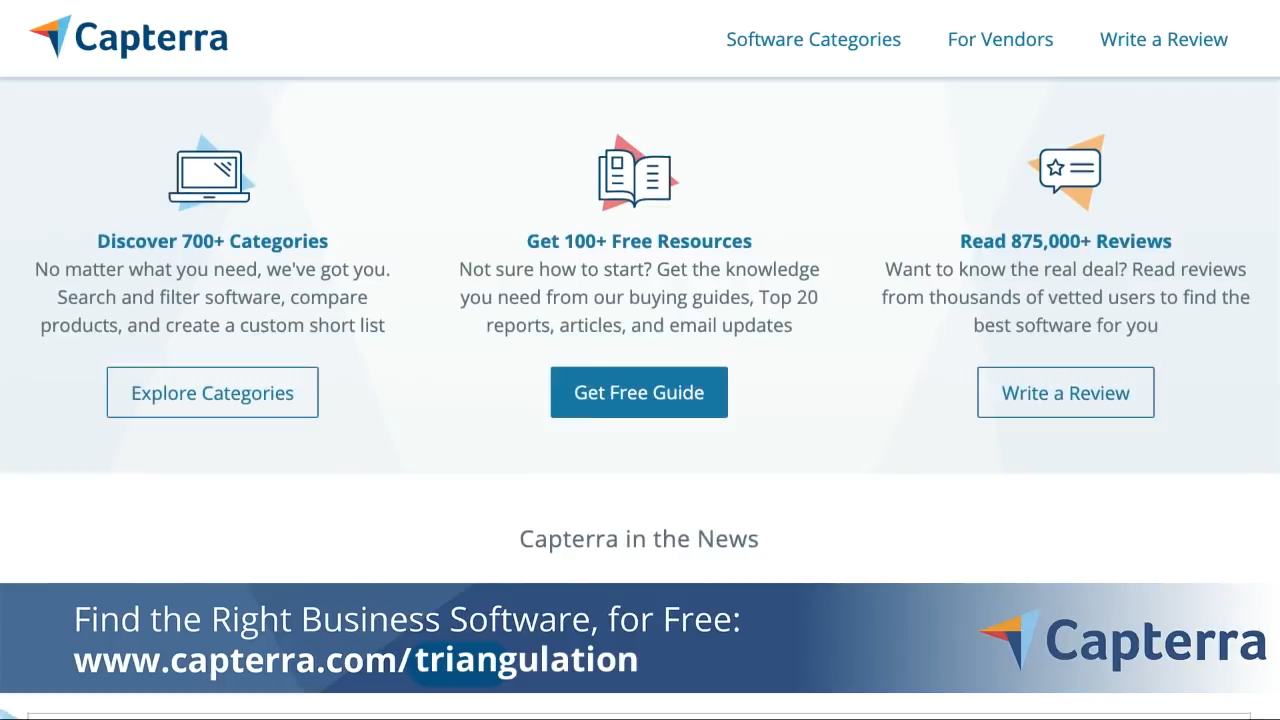 Capterra
Software Categories
For Vendors
Write a Review
Discover 700+ Categories
No matter what you need, we've got you.
Search and filter software, compare
products, and create a custom short list
Explore Categories
Get 100+ Free Resources
Not sure how to start? Get the knowledge
you need from our buying guides, Top 20
reports, articles, and email updates
Get Free Guide
Read 875,000+ Reviews
Want to know the real deal? Read reviews
from thousands of vetted users to find the
best software for you
Write a Review
Capterra in the News
Find the Right Business Software, for Free:
www.capterra.com/triangulation
Capterra